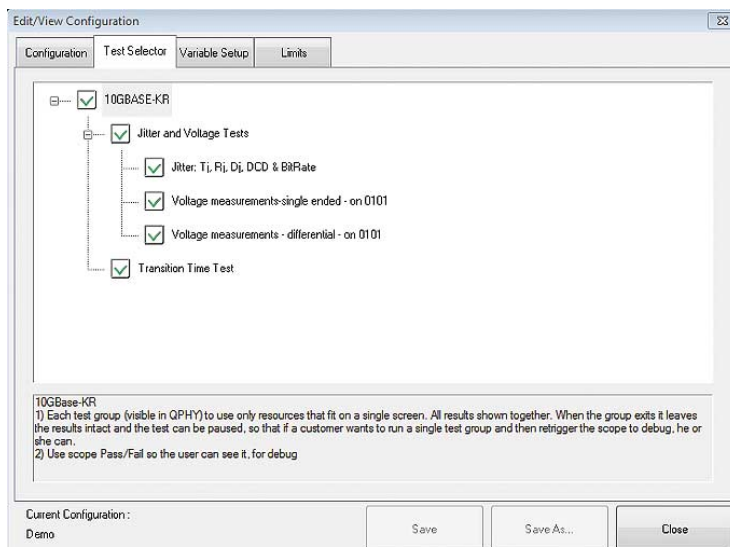 Edit/View Configuration
Configuration Test Selector Variable Setup Limits
10GBASE-KR
Jitter and Voltage Tests
Jitter: Tj, Rj, Dj, DCD & BitRate
Voltage measurements-single ended - on 0101
Voltage measurements - differential - on 0101
Transition Time Test
10GBase-KR
1) Each test group (visible in QPHY) to use only resources that fit on a single screen. All results shown together. When the group exits it leaves
the results intact and the test can be paused, so that if a customer wants to run a single test group and then retrigger the scope to debug, he or
she can.
2) Use scope Pass/Fail so the user can see it, for debug
Current Configuration :
Demo
Save Save As... Close